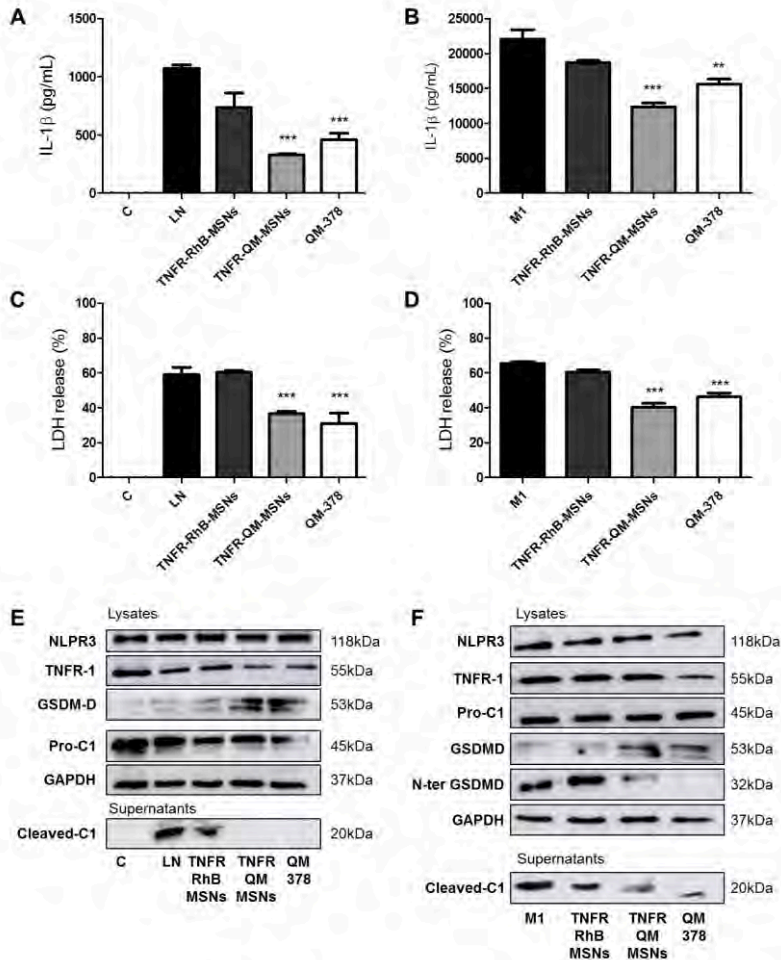 A
IL-1β (pg/mL)
1500
1000
500
0
***
***
C
LN
TNFR-RhB-MSNs
TNFR-QM-MSNs
QM-378
B
IL-1β (pg/mL)
25000
20000
15000
10000
5000
0
***
**
M1
TNFR-RhB-MSNs
TNFR-QM-MSNs
QM-378
C
LDH release (%)
100
80
60
40
20
0
***
***
C
LN
TNFR-RhB-MSNs
TNFR-QM-MSNs
QM-378
D
LDH release (%)
100
80
60
40
20
0
***
***
M1
TNFR-RhB-MSNs
TNFR-QM-MSNs
QM-378
E
Lysates
NLPR3 118kDa
TNFR-1 55kDa
GSDM-D 53kDa
Pro-C1 45kDa
GAPDH 37kDa
Supernatants
Cleaved-C1 20kDa
C LN TNFR TNFR QM
RhB QM 378
MSNs MSNs
F
Lysates
NLPR3 118kDa
TNFR-1 55kDa
Pro-C1 45kDa
GSDMD 53kDa
N-ter GSDMD 32kDa
GAPDH 37kDa
Supernatants
Cleaved-C1 20kDa
M1 TNFR TNFR QM
RhB QM 378
MSNs MSNs